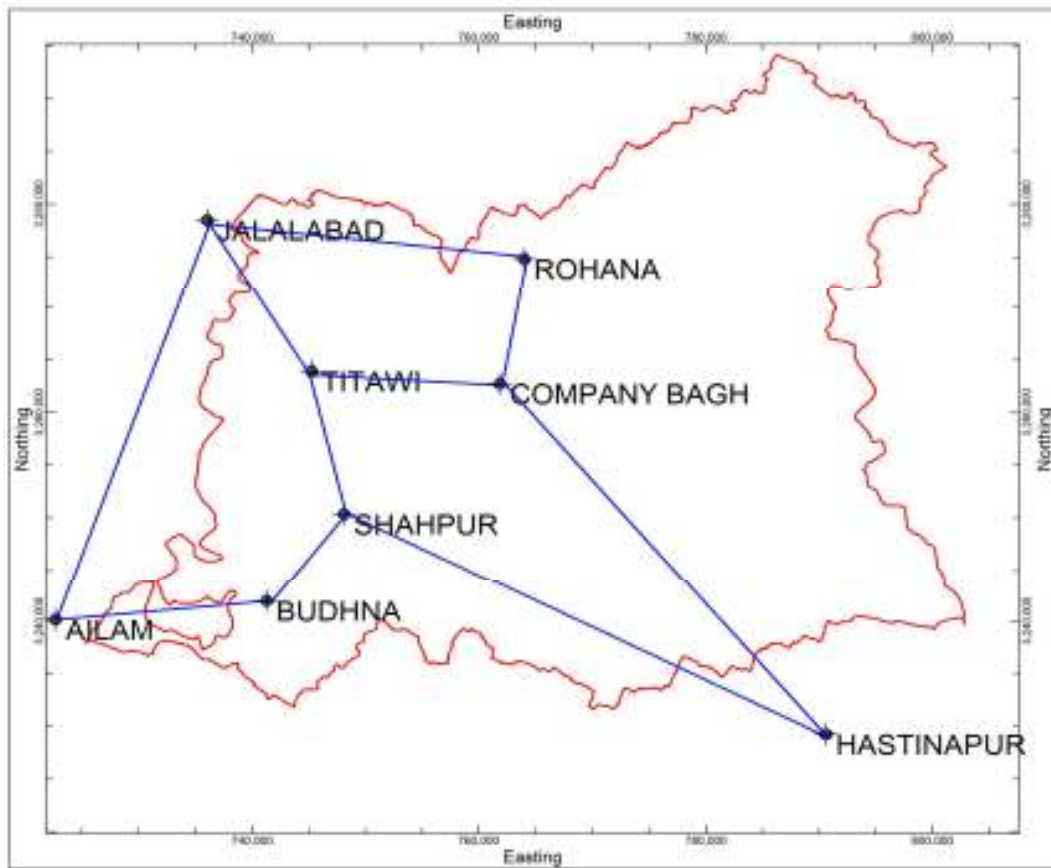 Easting
740,000 760,000 780,000 800,000
JALALABAD
ROHANA
TITAWI
COMPANY BAGH
Northing
Northing
SHAHPUR
BUDHNA
AILAM
HASTINAPUR
740,000 760,000 780,000 800,000
Easting